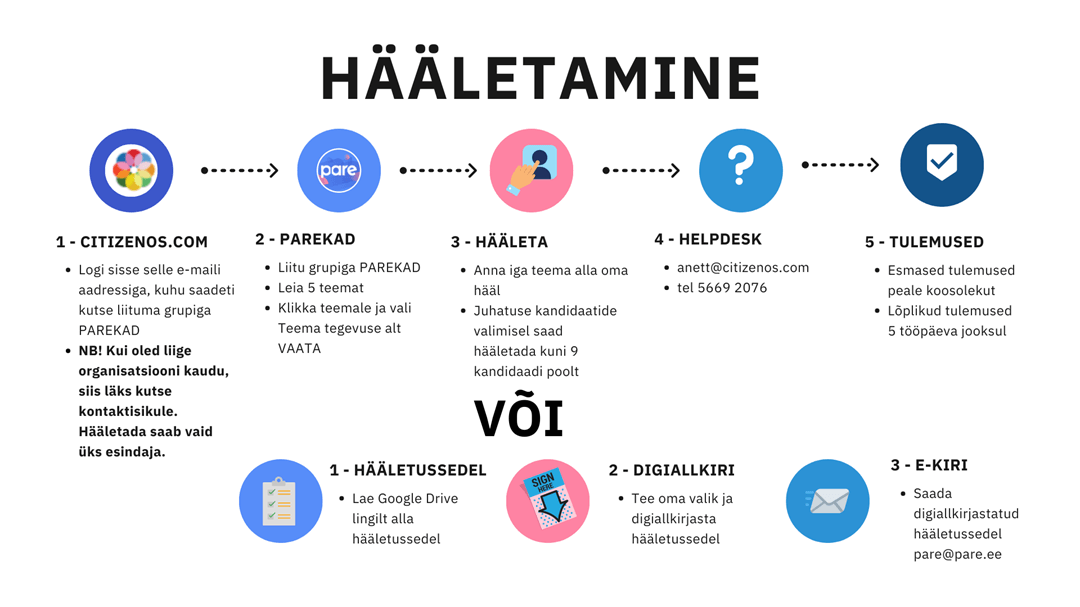 HÄÄLETAMINE
pare
1 - CITIZENOS.COM
• Logi sisse selle e-maili
aadressiga, kuhu saadeti
kutse liituma grupiga
PAREKAD
• NB! Kui oled liige
organisatsiooni kaudu,
siis läks kutse
kontaktisikule.
Hääletada saab vaid
üks esindaja.
2 - PAREKAD
• Liitu grupiga PAREKAD
• Leia 5 teemat
• Klikka teemale ja vali
Teema tegevuse alt
VAATA
3 - HÄÄLETA
• Anna iga teema alla oma
hääl
• Juhatuse kandidaatide
valimisel saad
hääletada kuni 9
kandidaadi poolt
4 - HELPDESK
• anett@citizenos.com
• tel 5669 2076
5 - TULEMUSED
• Esmased tulemused
peale koosolekut
• Lõplikud tulemused
5 tööpäeva jooksul
VÕI
1 - HÄÄLETUSSEDEL
• Lae Google Drive
lingilt alla
hääletussedel
SIGN
HERE
2 - DIGIALLKIRI
• Tee oma valik ja
digiallkirjasta
hääletussedel
3 - E-KIRI
• Saada
digiallkirjastatud
hääletussedel
pare@pare.ee